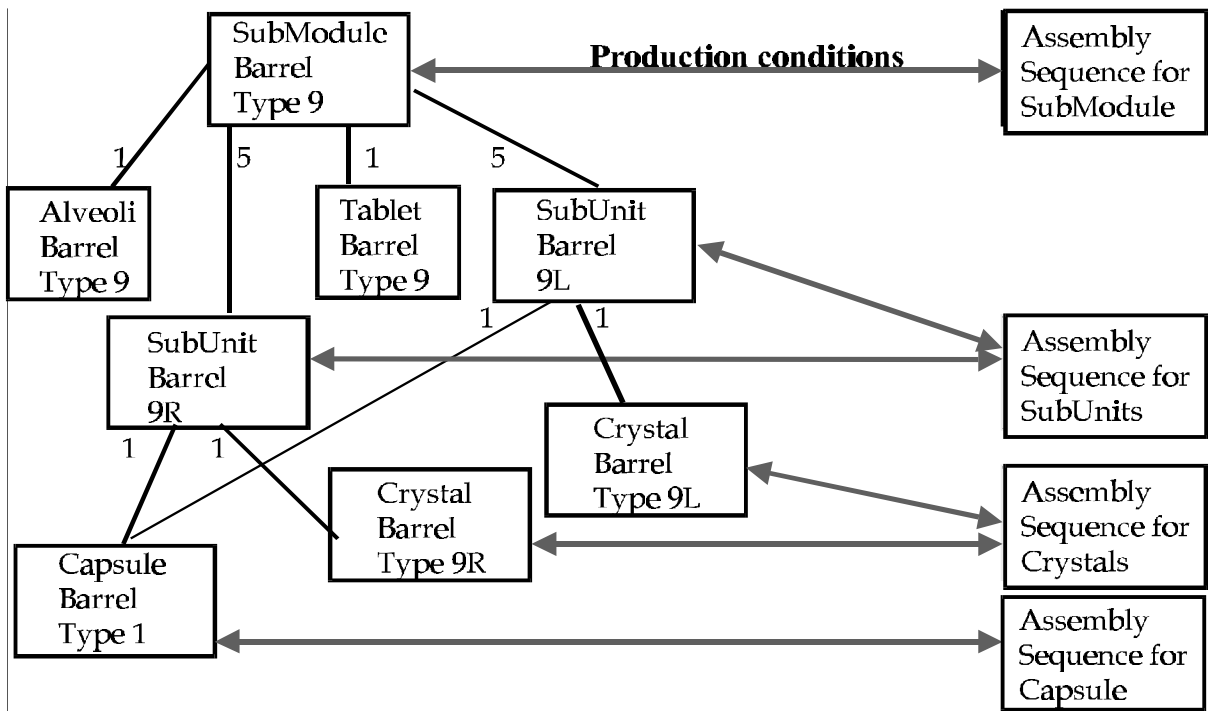 SubModule
Barrel
Type 9
Production conditions
Assembly
Sequence for
SubModule
1
5
1
5
Alveoli
Barrel
Type 9
Tablet
Barrel
Type 9
SubUnit
Barrel
9L
1
1
SubUnit
Barrel
9R
Assembly
Sequence for
SubUnits
1
1
Crystal
Barrel
Type 9L
Crystal
Barrel
Type 9R
Assembly
Sequence for
Crystals
Capsule
Barrel
Type 1
Assembly
Sequence for
Capsule